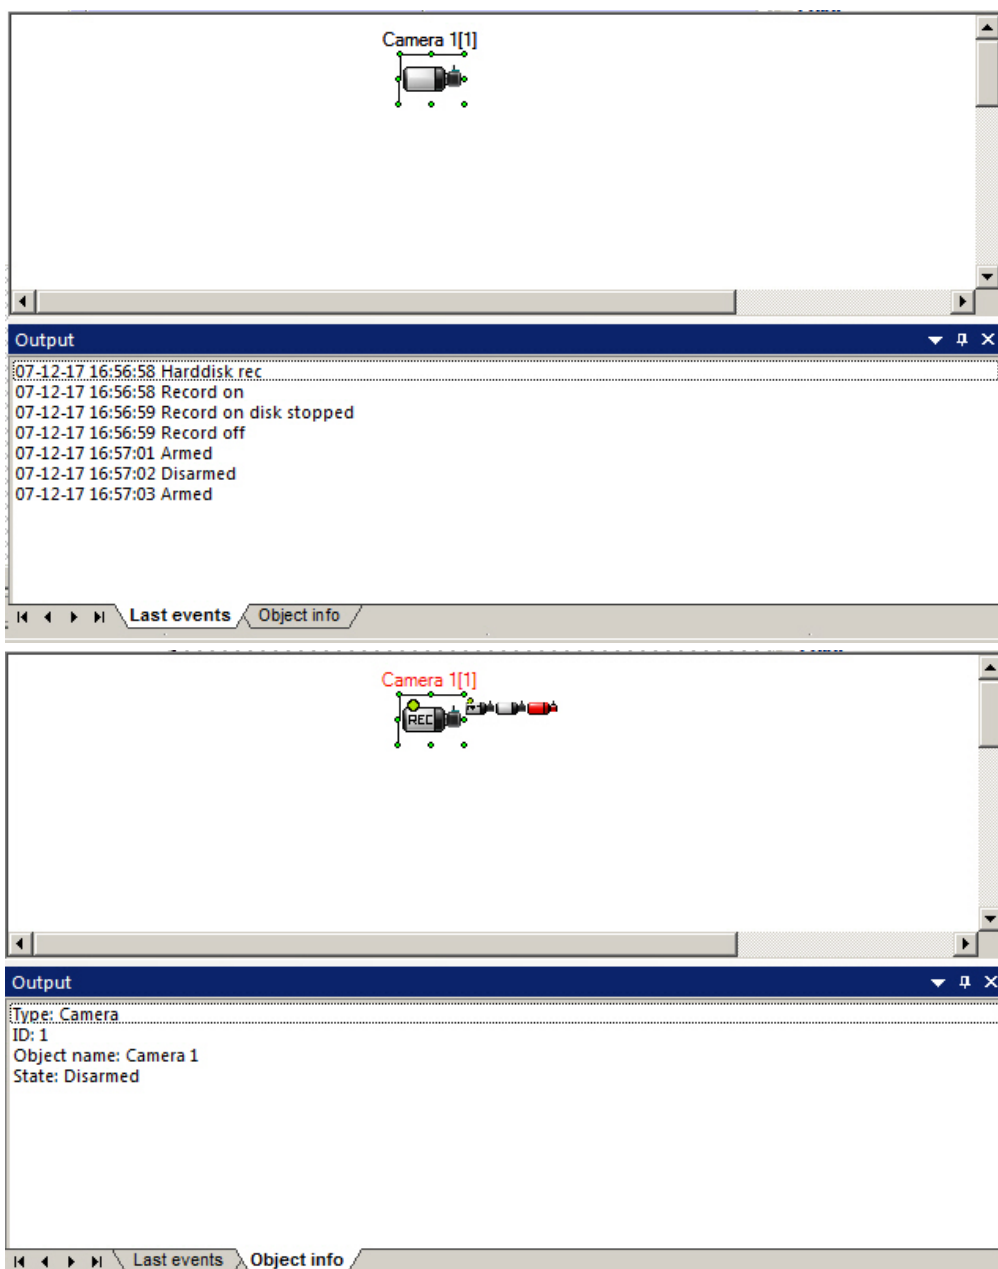 Camera 1[1]
Output
07-12-17 16:56:58 Harddisk rec
07-12-17 16:56:58 Record on
07-12-17 16:56:59 Record on disk stopped
07-12-17 16:56:59 Record off
07-12-17 16:57:01 Armed
07-12-17 16:57:02 Disarmed
07-12-17 16:57:03 Armed
Last events Object info
Camera 1[1]
REC
Output
Type: Camera
ID: 1
Object name: Camera 1
State: Disarmed
Last events Object info